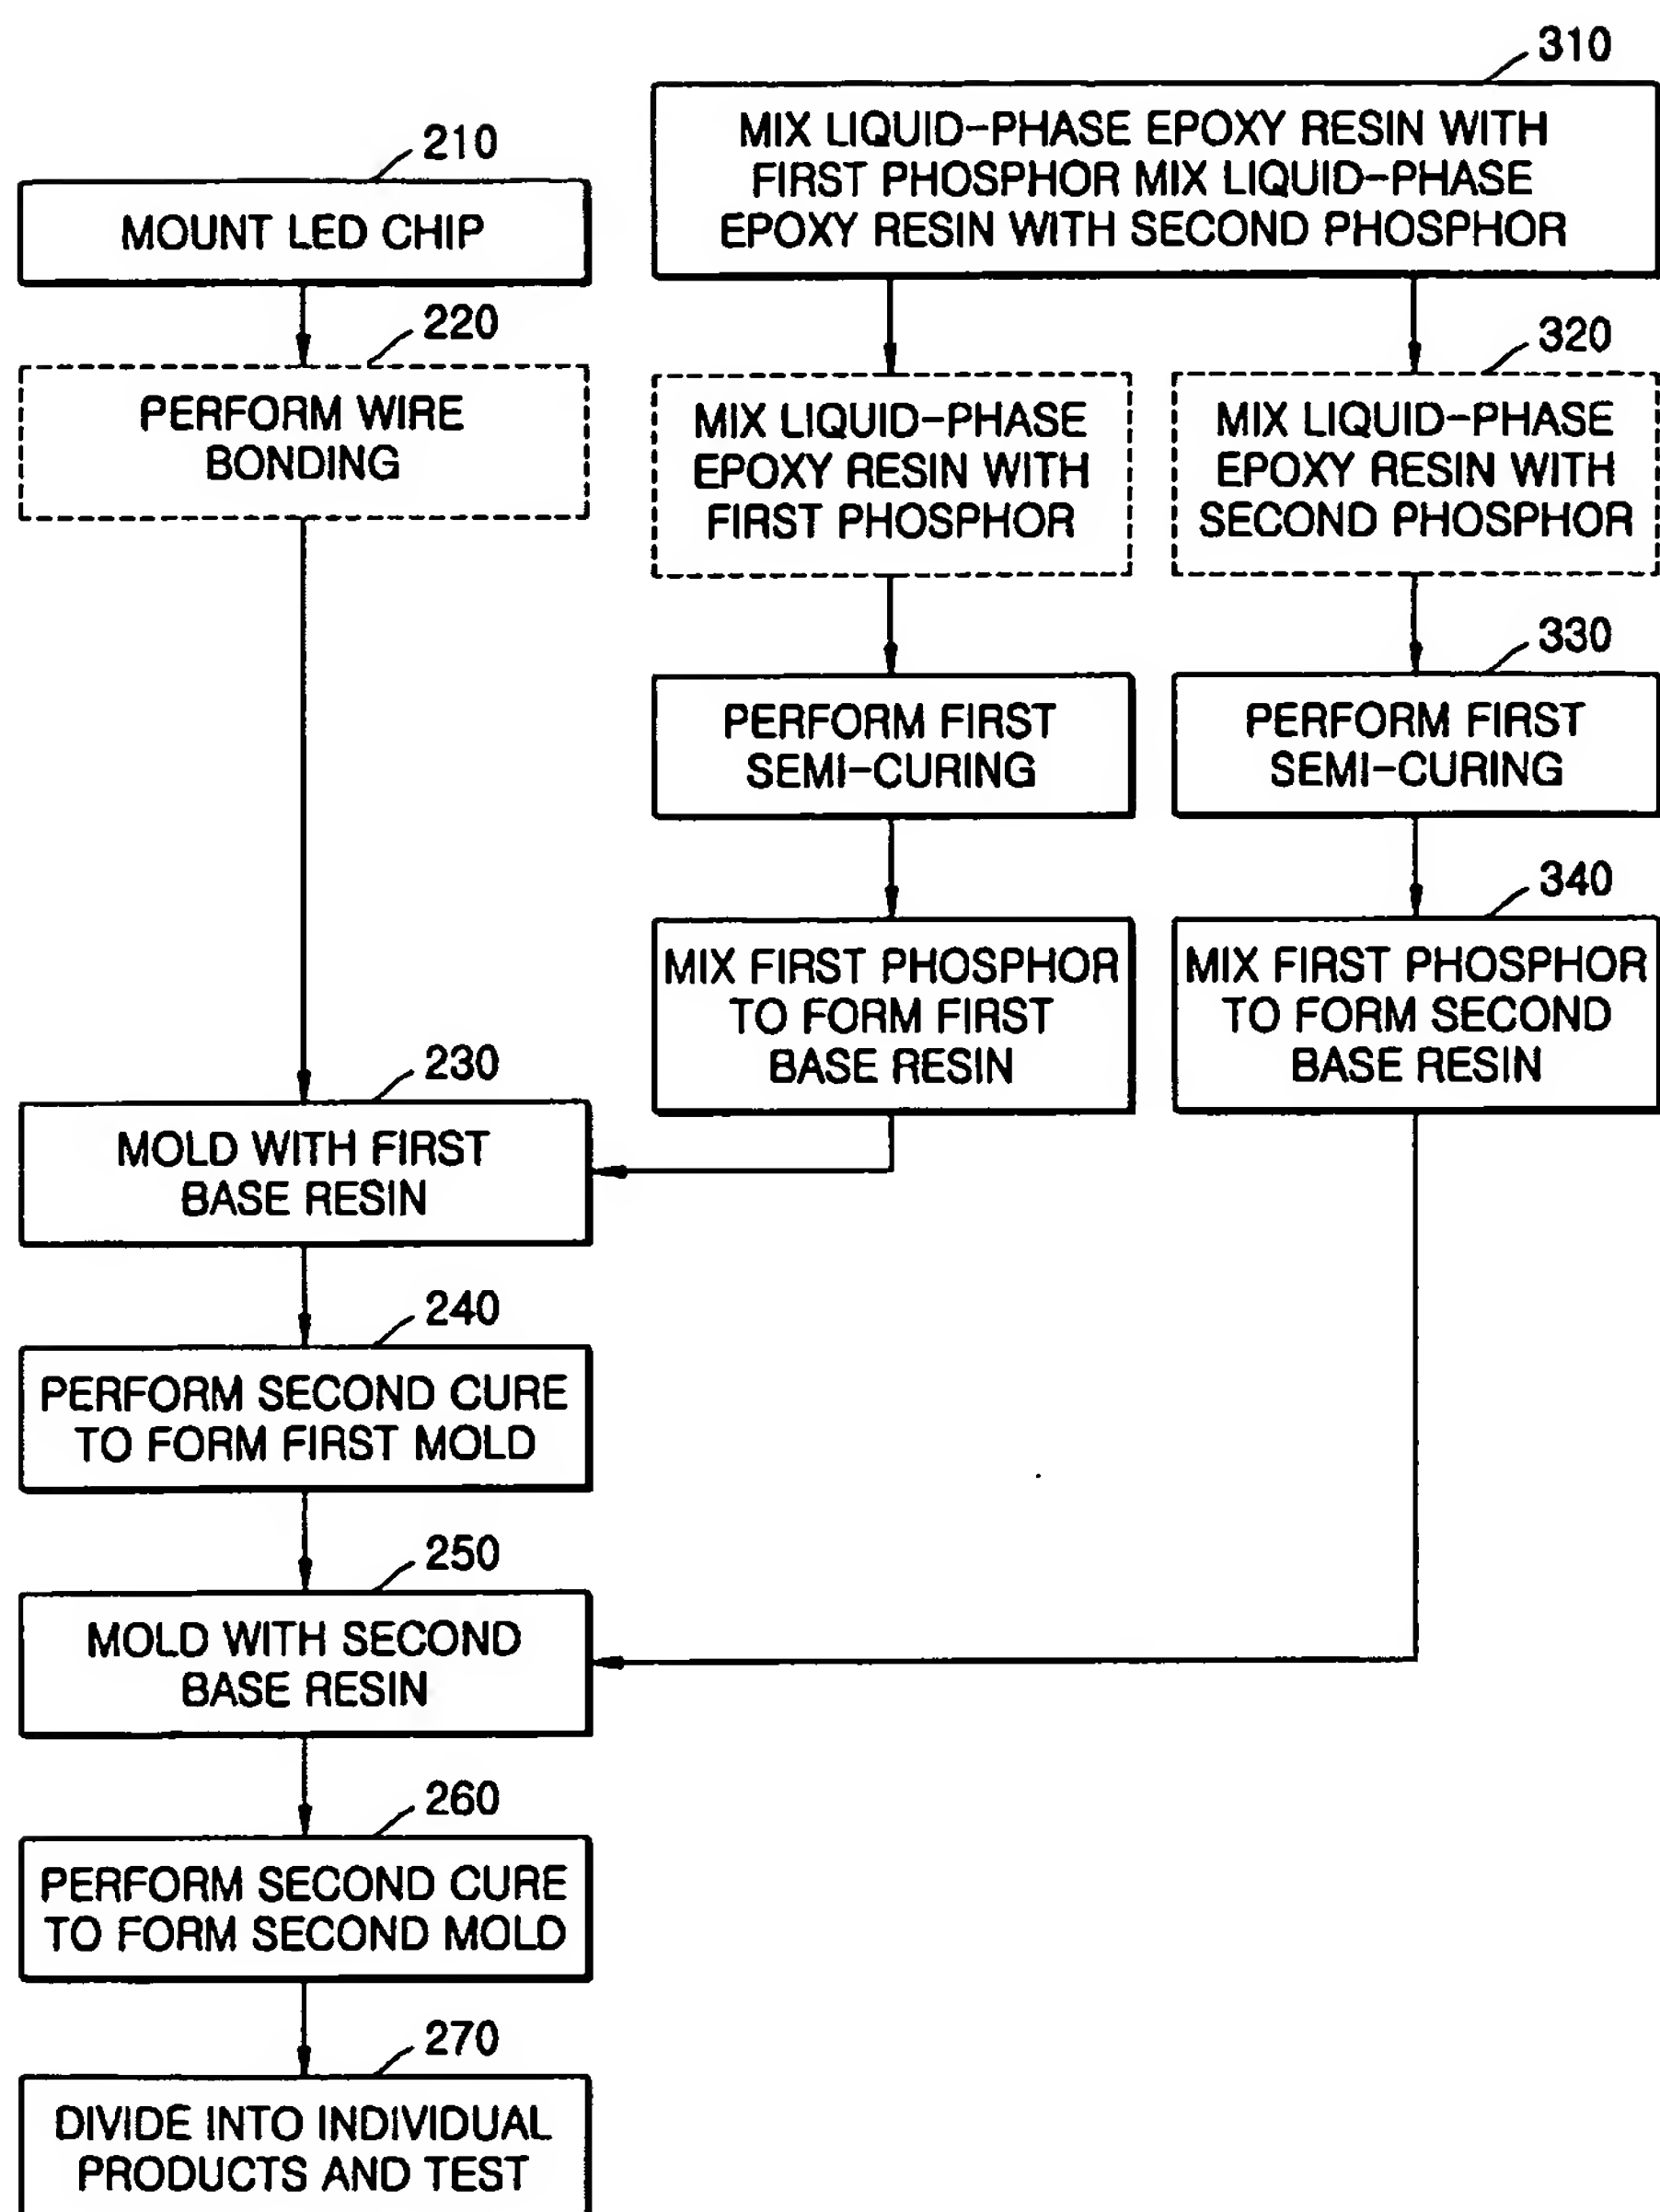 210
MOUNT LED CHIP
220
PERFORM WIRE
BONDING
310
MIX LIQUID-PHASE EPOXY RESIN WITH
FIRST PHOSPHOR MIX LIQUID-PHASE
EPOXY RESIN WITH SECOND PHOSPHOR
MIX LIQUID-PHASE
EPOXY RESIN WITH
FIRST PHOSPHOR
320
MIX LIQUID-PHASE
EPOXY RESIN WITH
SECOND PHOSPHOR
PERFORM FIRST
SEMI-CURING
330
PERFORM FIRST
SEMI-CURING
MIX FIRST PHOSPHOR
TO FORM FIRST
BASE RESIN
340
MIX FIRST PHOSPHOR
TO FORM SECOND
BASE RESIN
230
MOLD WITH FIRST
BASE RESIN
240
PERFORM SECOND CURE
TO FORM FIRST MOLD
250
MOLD WITH SECOND
BASE RESIN
260
PERFORM SECOND CURE
TO FORM SECOND MOLD
270
DIVIDE INTO INDIVIDUAL
PRODUCTS AND TEST